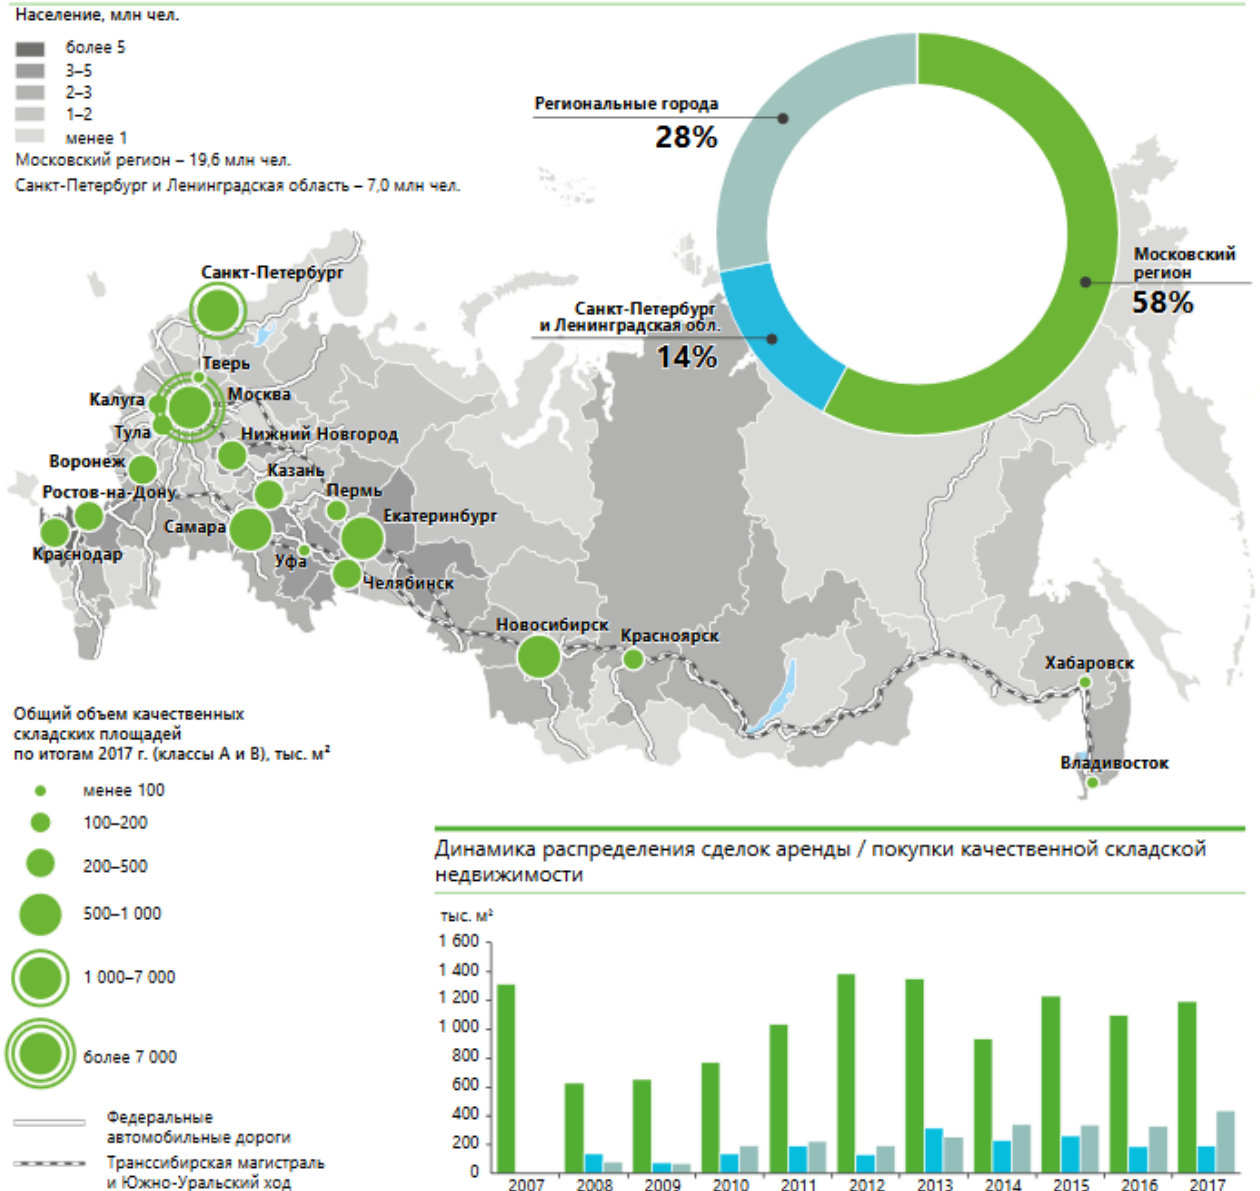 Население, млн чел.
более 5
3–5
2–3
1–2
менее 1
Московский регион – 19,6 млн чел.
Санкт-Петербург и Ленинградская область – 7,0 млн чел.
Региональные города
28%
Московский
регион
58%
Санкт-Петербург
и Ленинградская обл.
14%
Санкт-Петербург
Тверь
Калуга
Москва
Тула
Нижний Новгород
Воронеж
Казань
Ростов-на-Дону
Пермь
Самара
Екатеринбург
Краснодар
Уфа
Челябинск
Новосибирск
Красноярск
Хабаровск
Владивосток
Общий объем качественных
складских площадей
по итогам 2017 г. (классы А и В), тыс. м²
менее 100
100–200
200–500
500–1 000
1 000–7 000
более 7 000
Федеральные
автомобильные дороги
Транссибирская магистраль
и Южно-Уральский ход
Динамика распределения сделок аренды / покупки качественной складской
недвижимости
тыс. м²
1 600
1 400
1 200
1 000
800
600
400
200
0
2007 2008 2009 2010 2011 2012 2013 2014 2015 2016 2017